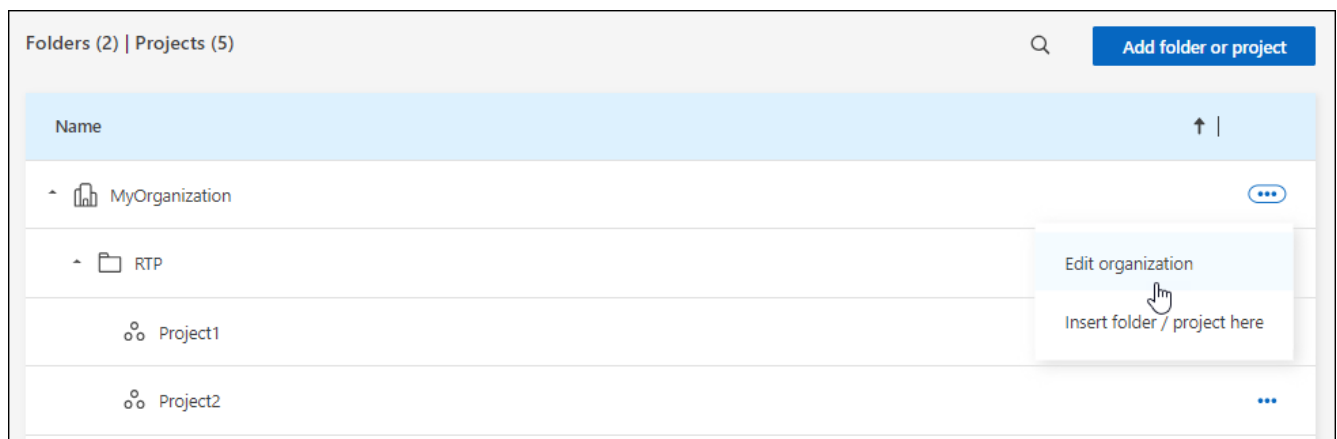 Folders (2) | Projects (5)
Add folder or project
Name
MyOrganization
RTP
Edit organization
Project1
Insert folder / project here
Project2